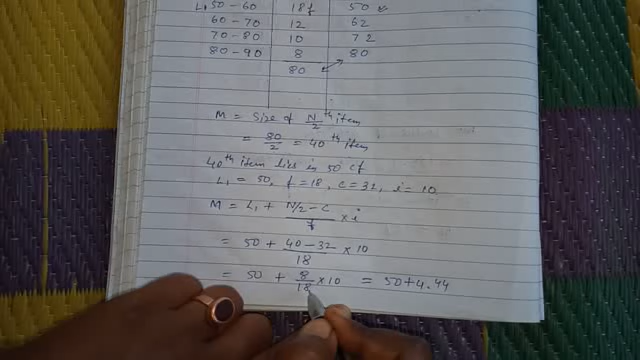 L₁ 50 - 60 18 f 50
60 - 70 12 62
70 - 80 10 72
80 - 90 8 80
80
M = Size of N/2 th item
= 80/2 = 40 th item
40th item lies in 50 cf
L₁ = 50, f = 18, c = 32, i = 10
M = L₁ + N/2 - C / f × i
= 50 + 40 - 32 / 18 × 10
= 50 + 8/18 × 10 = 50 + 4.44